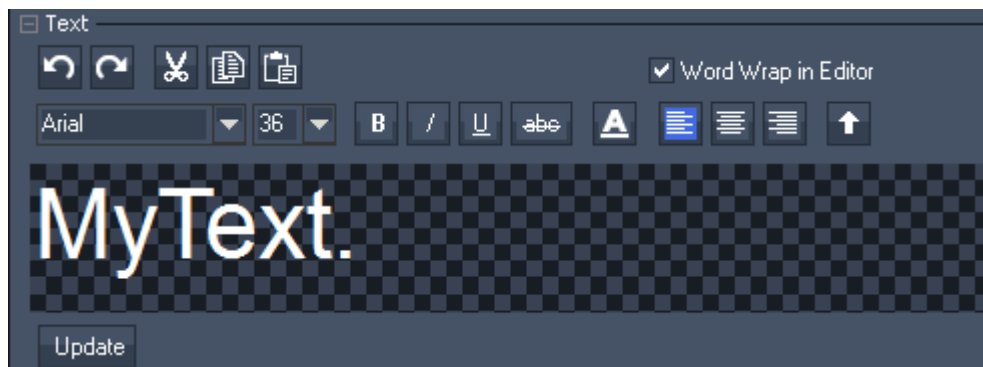 Text
Word Wrap in Editor
Arial 36 B I U abc A
MyText.
Update